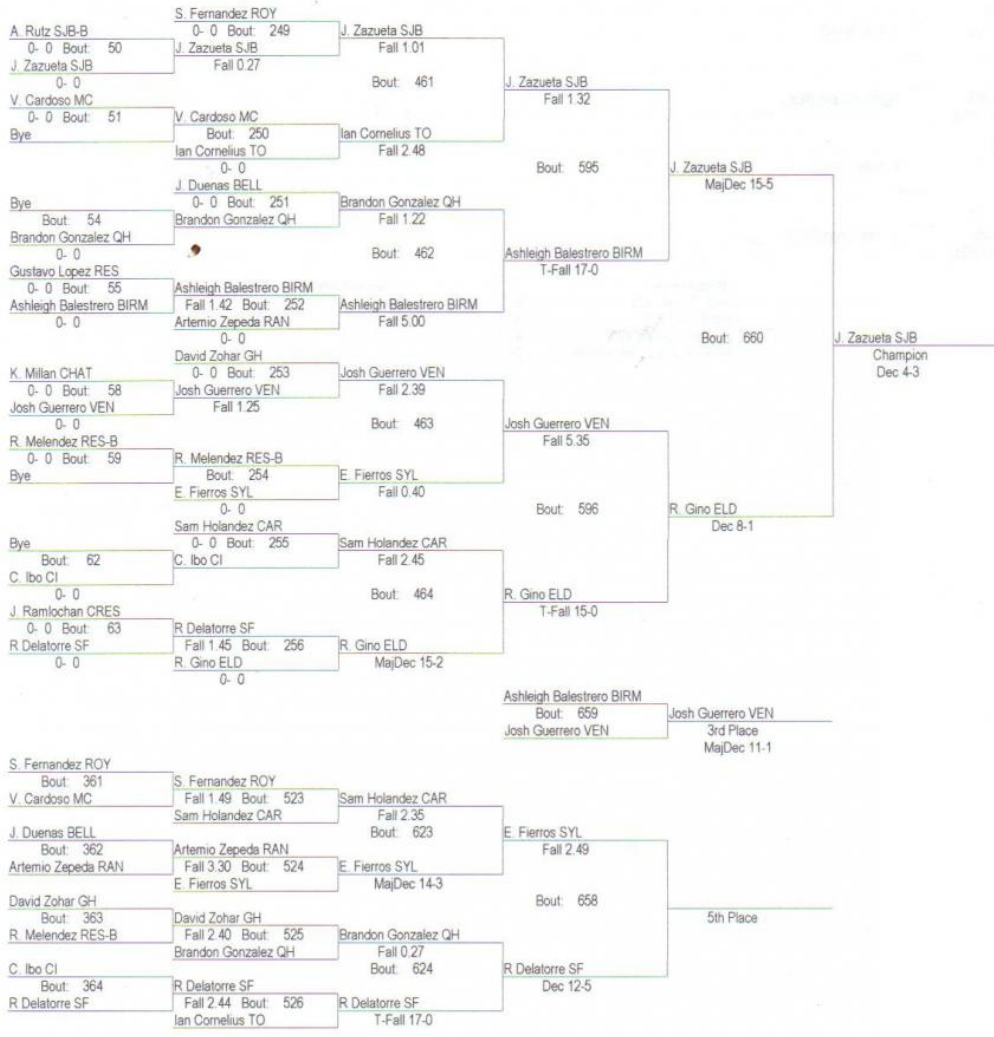 S. Fernandez ROY
A. Rutz SJB-B
0- 0 Bout: 249
J. Zazueta SJB
0- 0 Bout: 50
J. Zazueta SJB
Fall 1.01
J. Zazueta SJB
Fall 0.27
0- 0
Bout: 461
J. Zazueta SJB
V. Cardoso MC
Fall 1.32
0- 0 Bout: 51
V. Cardoso MC
Bye
Bout: 250
Ian Cornelius TO
Ian Cornelius TO
Fall 2.48
0- 0
Bout: 595
J. Zazueta SJB
J. Duenas BELL
MajDec 15-5
Bye
0- 0 Bout: 251
Brandon Gonzalez QH
Bout: 54
Brandon Gonzalez QH
Fall 1.22
Brandon Gonzalez QH
0- 0
Bout: 462
Ashleigh Balestrero BIRM
Gustavo Lopez RES
T-Fall 17-0
0- 0 Bout: 55
Ashleigh Balestrero BIRM
Ashleigh Balestrero BIRM
Fall 1.42 Bout: 252
Ashleigh Balestrero BIRM
0- 0
Artemio Zepeda RAN
Fall 5.00
0- 0
Bout: 660
J. Zazueta SJB
David Zohar GH
Champion
K. Milan CHAT
0- 0 Bout: 253
Josh Guerrero VEN
Dec 4-3
0- 0 Bout: 58
Josh Guerrero VEN
Fall 2.39
Josh Guerrero VEN
Fall 1.25
0- 0
Bout: 463
Josh Guerrero VEN
R. Melendez RES-B
Fall 5.35
0- 0 Bout: 59
R. Melendez RES-B
Bye
Bout: 254
E. Fierros SYL
E. Fierros SYL
Fall 0.40
0- 0
Bout: 596
R. Gino ELD
Sam Holandez CAR
Dec 8-1
Bye
0- 0 Bout: 255
Sam Holandez CAR
Bout: 62
C. Ibo CI
Fall 2.45
C. Ibo CI
0- 0
Bout: 464
R. Gino ELD
J. Ramlochan CRES
T-Fall 15-0
0- 0 Bout: 63
R Delatorre SF
R Delatorre SF
Fall 1.45 Bout: 256
R. Gino ELD
0- 0
R. Gino ELD
MajDec 15-2
0- 0
Ashleigh Balestrero BIRM
Bout: 659
Josh Guerrero VEN
Josh Guerrero VEN
3rd Place
MajDec 11-1
S. Fernandez ROY
Bout: 361
S. Fernandez ROY
V. Cardoso MC
Fall 1.49 Bout: 523
Sam Holandez CAR
Sam Holandez CAR
Fall 2.35
J. Duenas BELL
Bout: 623
E. Fierros SYL
Bout: 362
Artemio Zepeda RAN
Fall 2.49
Artemio Zepeda RAN
Fall 3.30 Bout: 524
E. Fierros SYL
E. Fierros SYL
MajDec 14-3
David Zohar GH
Bout: 658
Bout: 363
David Zohar GH
5th Place
R. Melendez RES-B
Fall 2.40 Bout: 525
Brandon Gonzalez QH
Brandon Gonzalez QH
Fall 0.27
C. Ibo CI
Bout: 624
R Delatorre SF
Bout: 364
R Delatorre SF
Dec 12-5
R Delatorre SF
Fall 2.44 Bout: 526
R Delatorre SF
Ian Cornelius TO
T-Fall 17-0